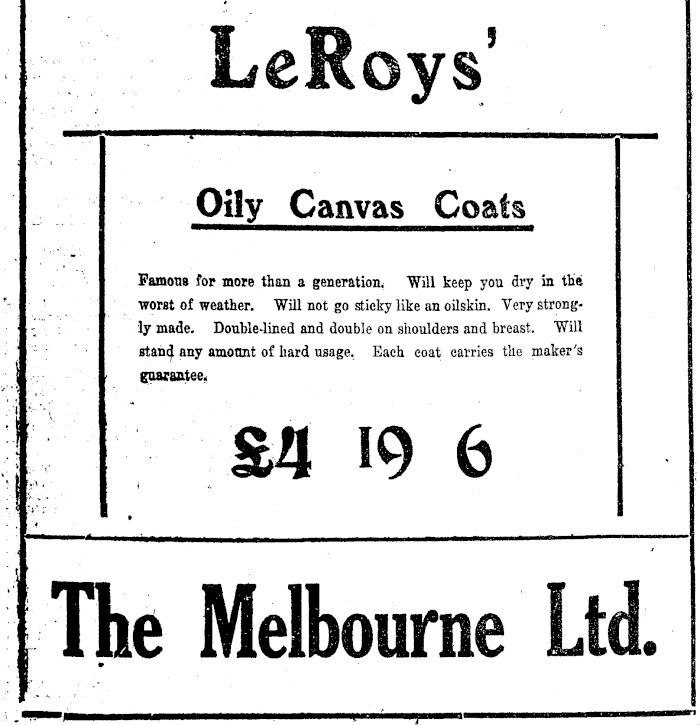 LeRoys'
Oily Canvas Coats
Famous for more than a generation. Will keep you dry in the
worst of weather. Will not go sticky like an oilskin. Very strong-
ly made. Double-lined and double on shoulders and breast. Will
stand any amount of hard usage. Each coat carries the maker's
guarantee.
£4 19 6
The Melbourne Ltd.